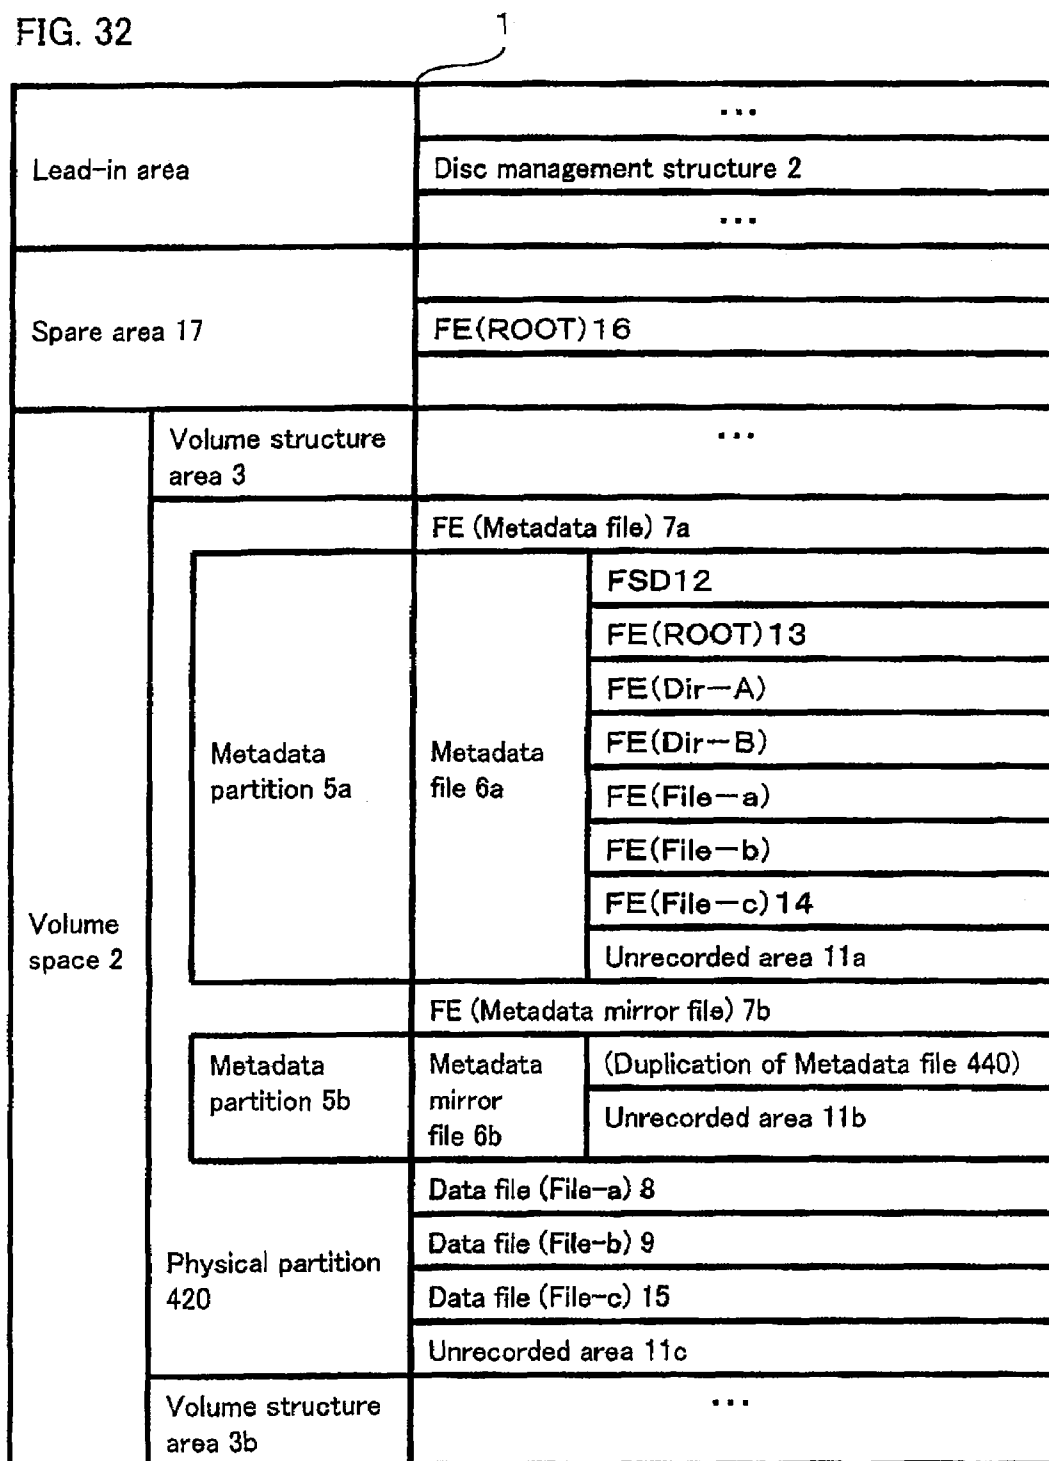 FIG. 32
1
...
Lead-in area
Disc management structure 2
...
Spare area 17
FE(ROOT)16
Volume structure
area 3
...
FE (Metadata file) 7a
FSD12
FE(ROOT)13
FE(Dir-A)
FE(Dir-B)
Metadata
partition 5a
Metadata
file 6a
FE(File-a)
FE(File-b)
FE(File-c)14
Volume
space 2
Unrecorded area 11a
FE (Metadata mirror file) 7b
Metadata
partition 5b
Metadata
mirror
file 6b
(Duplication of Metadata file 440)
Unrecorded area 11b
Data file (File-a) 8
Data file (File-b) 9
Physical partition
420
Data file (File-c) 15
Unrecorded area 11c
Volume structure
area 3b
...